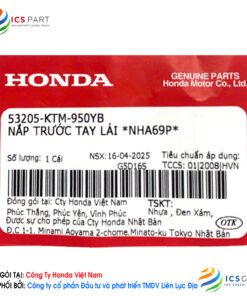 ICS PART
HONDA
GENUINE PARTS
Honda Motor Co., Ltd.
53205-KTM-950YB
NẮP TRƯỚC TAY LÁI *NHA69P*
Số lượng: 1 Cái
NSX: 16-04-2025
Tiêu chuẩn áp dụng:
G5D16S
TCCS: 01|2008|HVN
Đóng gói tại: Cty Honda Việt Nam
Phúc Thắng, Phúc Yên, Vĩnh Phúc
Được sự cho phép của Cty Honda Nhật Bản
Đ.C 1-1, Minami Aoyama 2-chome, Minato-ku Tokyo Nhật Bản
TSKT:
Nhựa, Đen Xám,
OTK
GÓI TẠI: Công Ty Honda Việt Nam
PHỐI BỞI: Công ty cổ phần Đầu tư và phát triển TMDV Liên Lục Địa